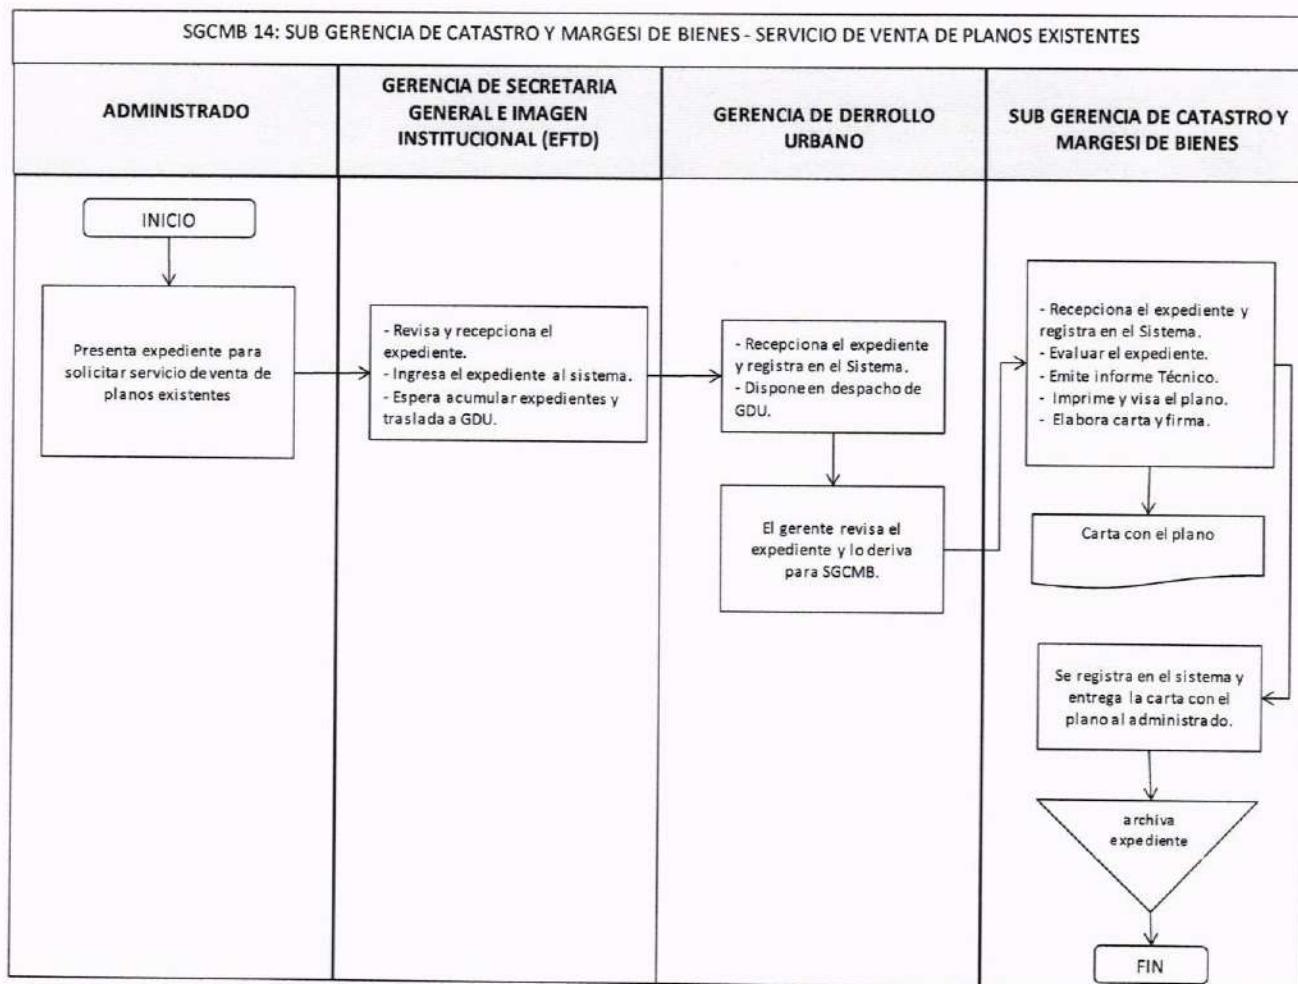 SGCMB 14: SUB GERENCIA DE CATASTRO Y MARGESI DE BIENES - SERVICIO DE VENTA DE PLANOS EXISTENTES
ADMINISTRADO
GERENCIA DE SECRETARIA
GENERAL E IMAGEN
INSTITUCIONAL (EFTD)
GERENCIA DE DERROLLO
URBANO
SUB GERENCIA DE CATASTRO Y
MARGESI DE BIENES
INICIO
Presenta expediente para
solicitar servicio de venta de
planos existentes
- Revisa y recepciona el
expediente.
- Ingresa el expediente al sistema.
- Espera acumular expedientes y
traslada a GDU.
- Recepciona el expediente
y registra en el Sistema.
- Dispone en despacho de
GDU.
El gerente revisa el
expediente y lo deriva
para SGCMB.
- Recepciona el expediente y
registra en el Sistema.
- Evaluar el expediente.
- Emite informe Técnico.
- Imprime y visa el plano.
- Elabora carta y firma.
Carta con el plano
Se registra en el sistema y
entrega la carta con el
plano al administrado.
archiva
expediente
FIN